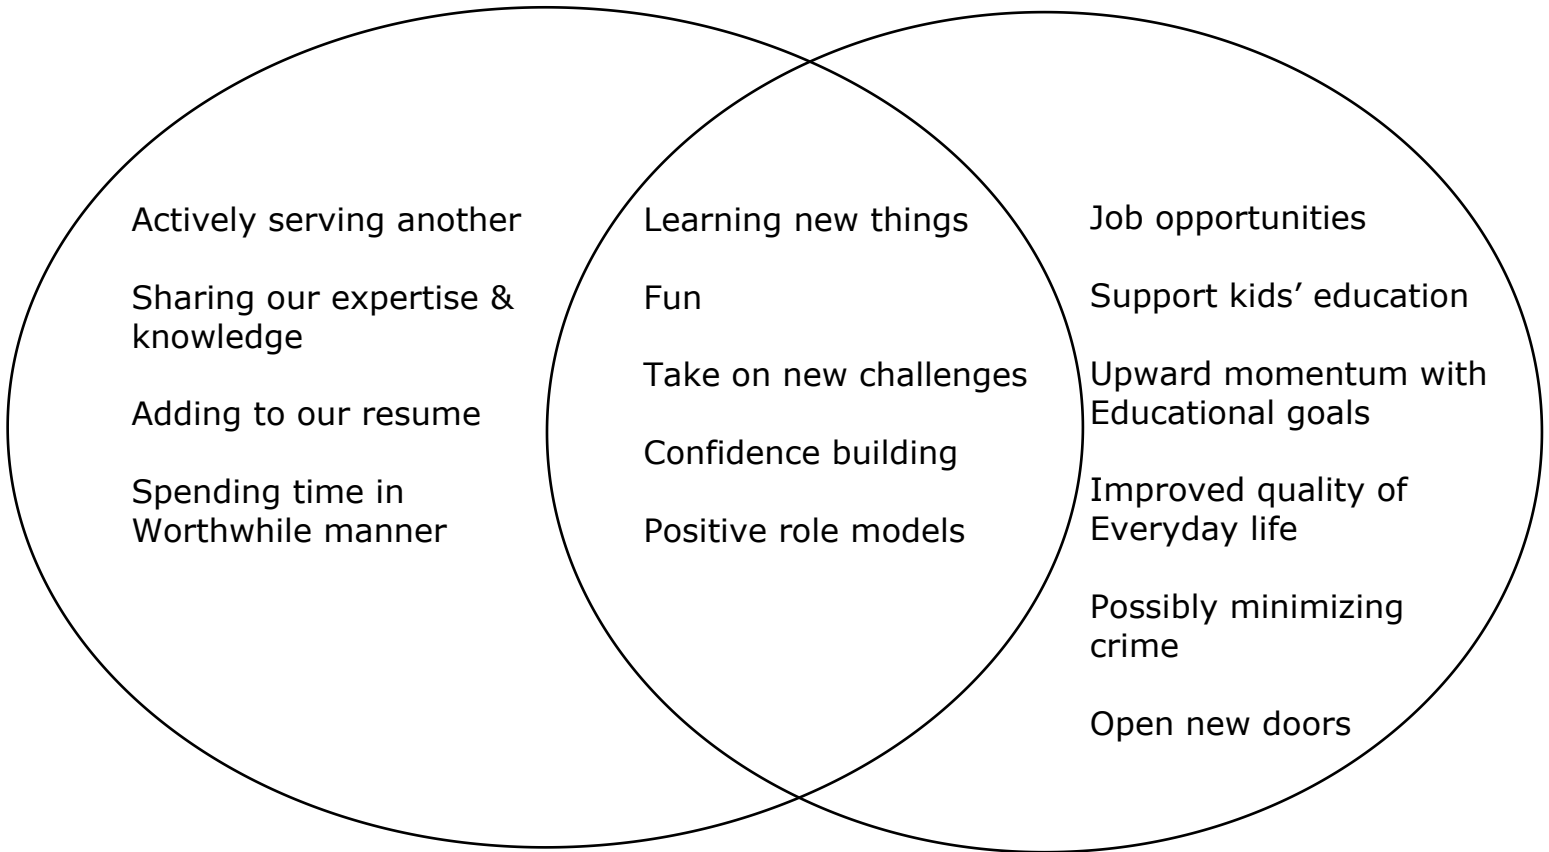 Actively serving another
Sharing our expertise &
knowledge
Adding to our resume
Spending time in
Worthwhile manner
Learning new things
Fun
Take on new challenges
Confidence building
Positive role models
Job opportunities
Support kids’ education
Upward momentum with
Educational goals
Improved quality of
Everyday life
Possibly minimizing
crime
Open new doors